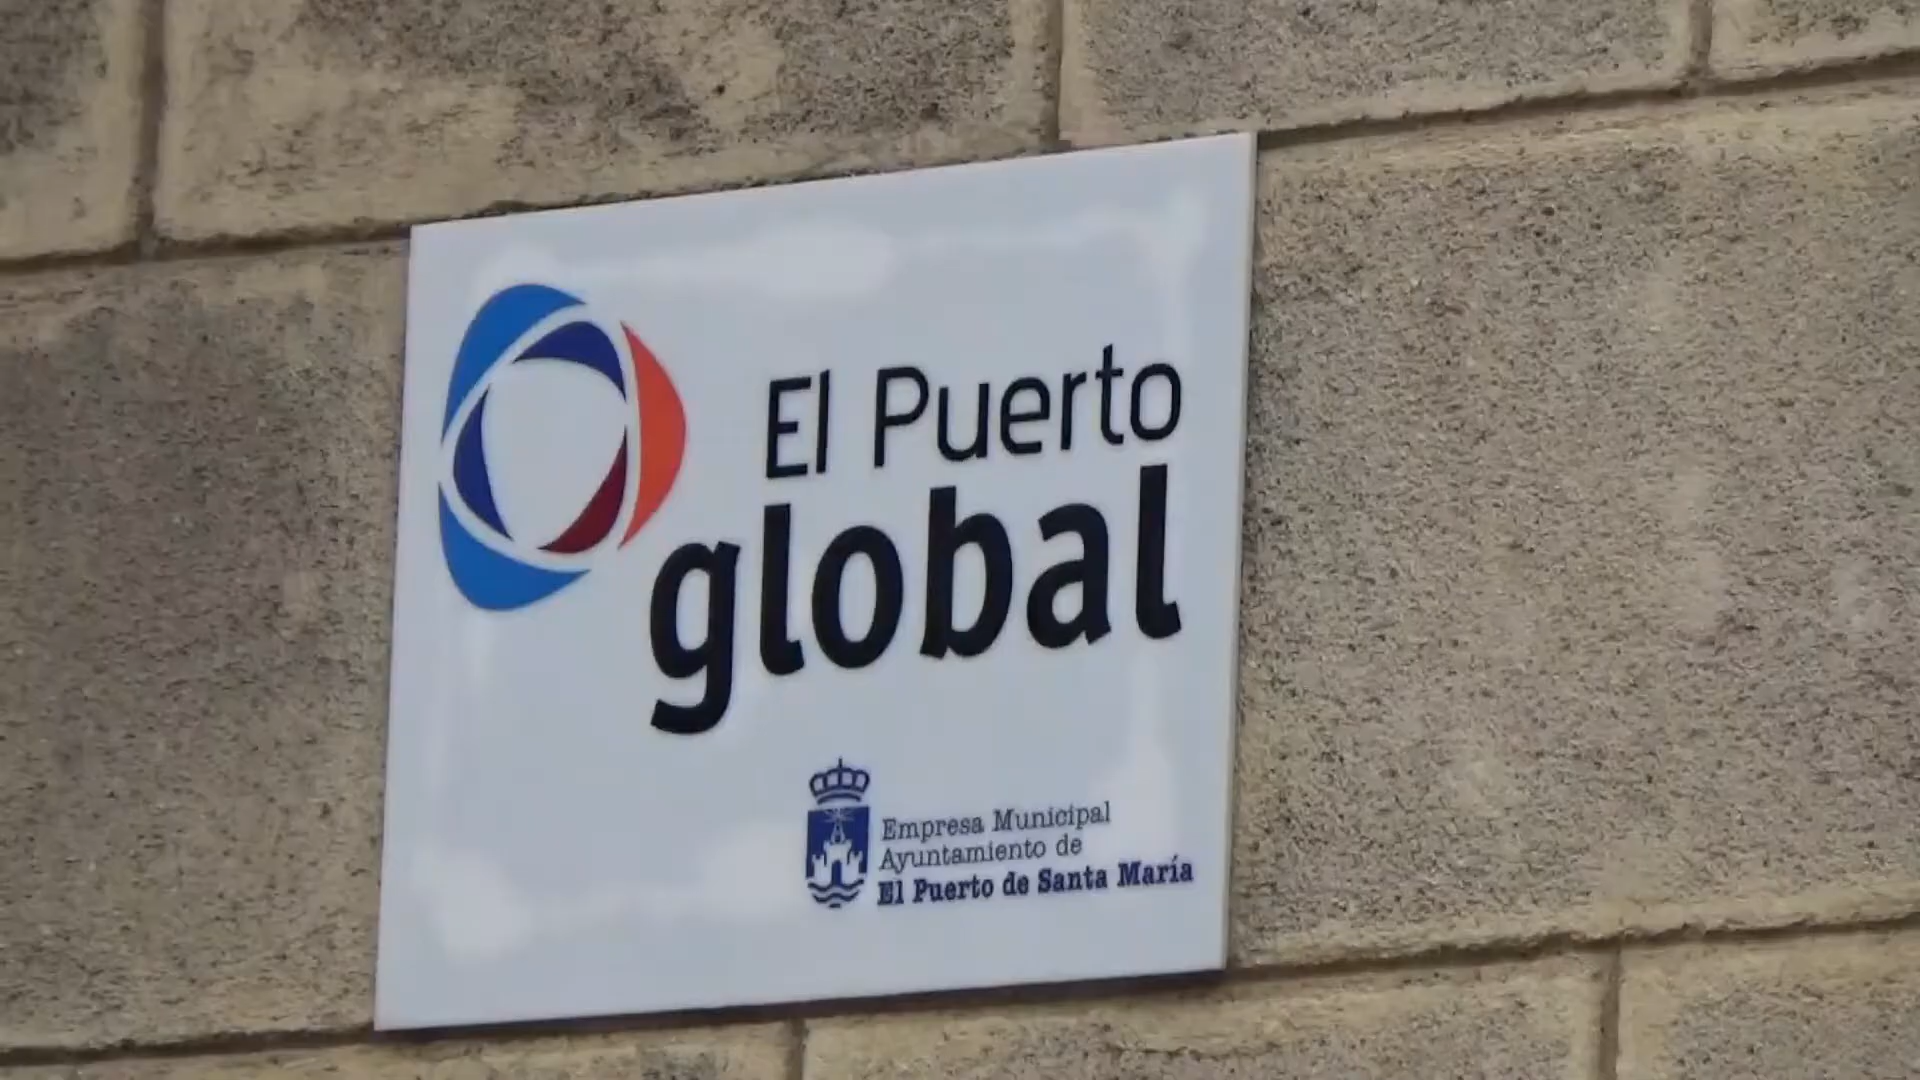 El Puerto
global
Empresa Municipal
Ayuntamiento de
El Puerto de Santa María